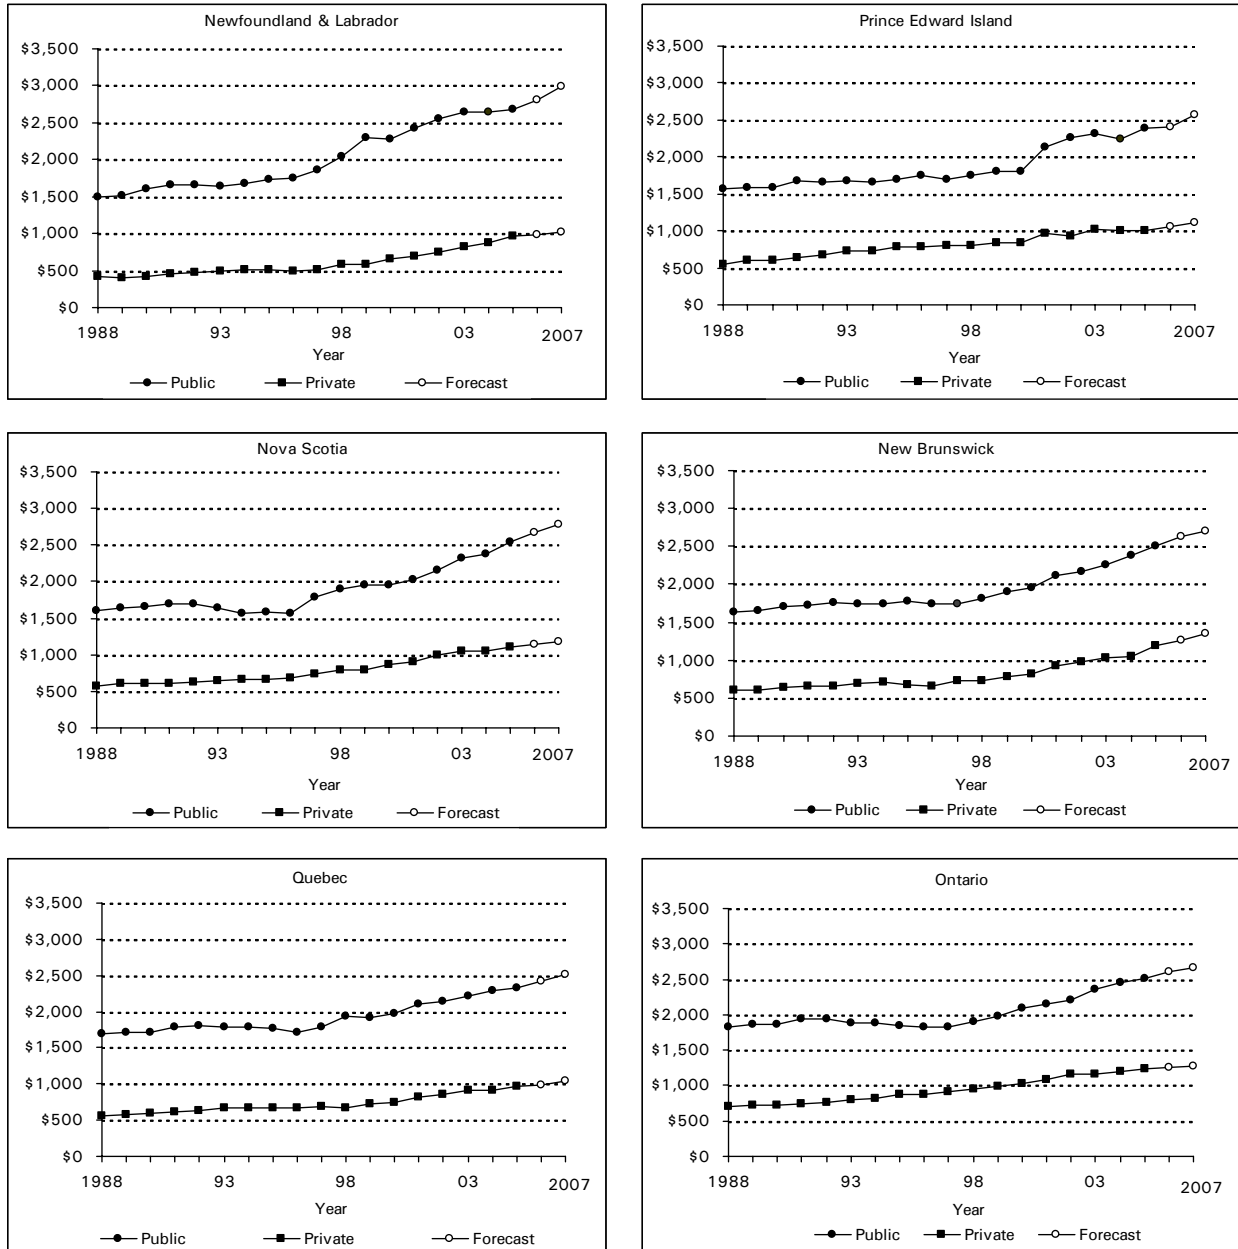 Newfoundland & Labrador
$3,500
$3,000
$2,500
$2,000
$1,500
$1,000
$500
$0
1988 93 98 03 2007
Year
Public Private Forecast
Prince Edward Island
$3,500
$3,000
$2,500
$2,000
$1,500
$1,000
$500
$0
1988 93 98 03 2007
Year
Public Private Forecast
Nova Scotia
$3,500
$3,000
$2,500
$2,000
$1,500
$1,000
$500
$0
1988 93 98 03 2007
Year
Public Private Forecast
New Brunswick
$3,500
$3,000
$2,500
$2,000
$1,500
$1,000
$500
$0
1988 93 98 03 2007
Year
Public Private Forecast
Quebec
$3,500
$3,000
$2,500
$2,000
$1,500
$1,000
$500
$0
1988 93 98 03 2007
Year
Public Private Forecast
Ontario
$3,500
$3,000
$2,500
$2,000
$1,500
$1,000
$500
$0
1988 93 98 03 2007
Year
Public Private Forecast